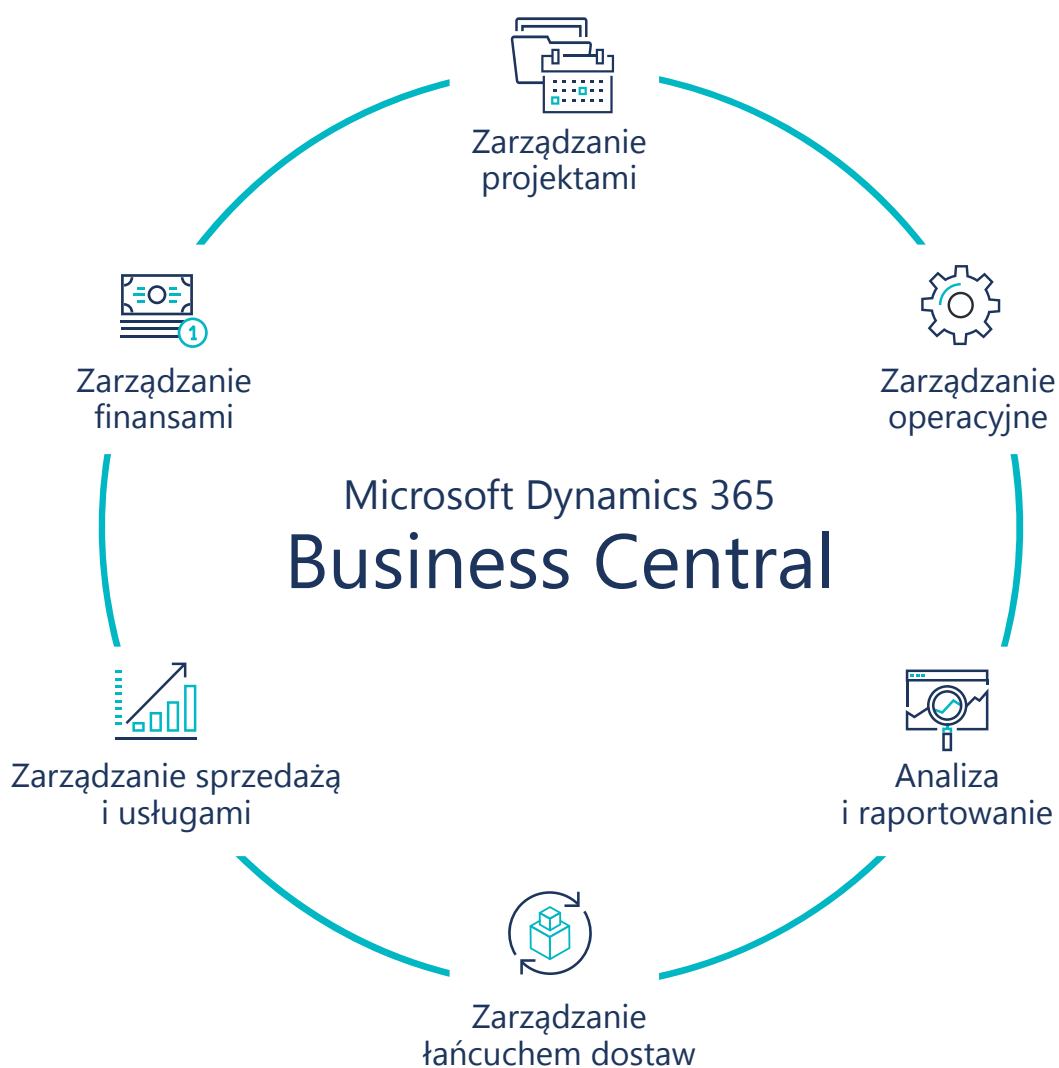 Zarządzanie
projektami
Zarządzanie
finansami
1
Zarządzanie
operacyjne
Microsoft Dynamics 365
Business Central
Zarządzanie sprzedażą
i usługami
Analiza
i raportowanie
Zarządzanie
łańcuchem dostaw